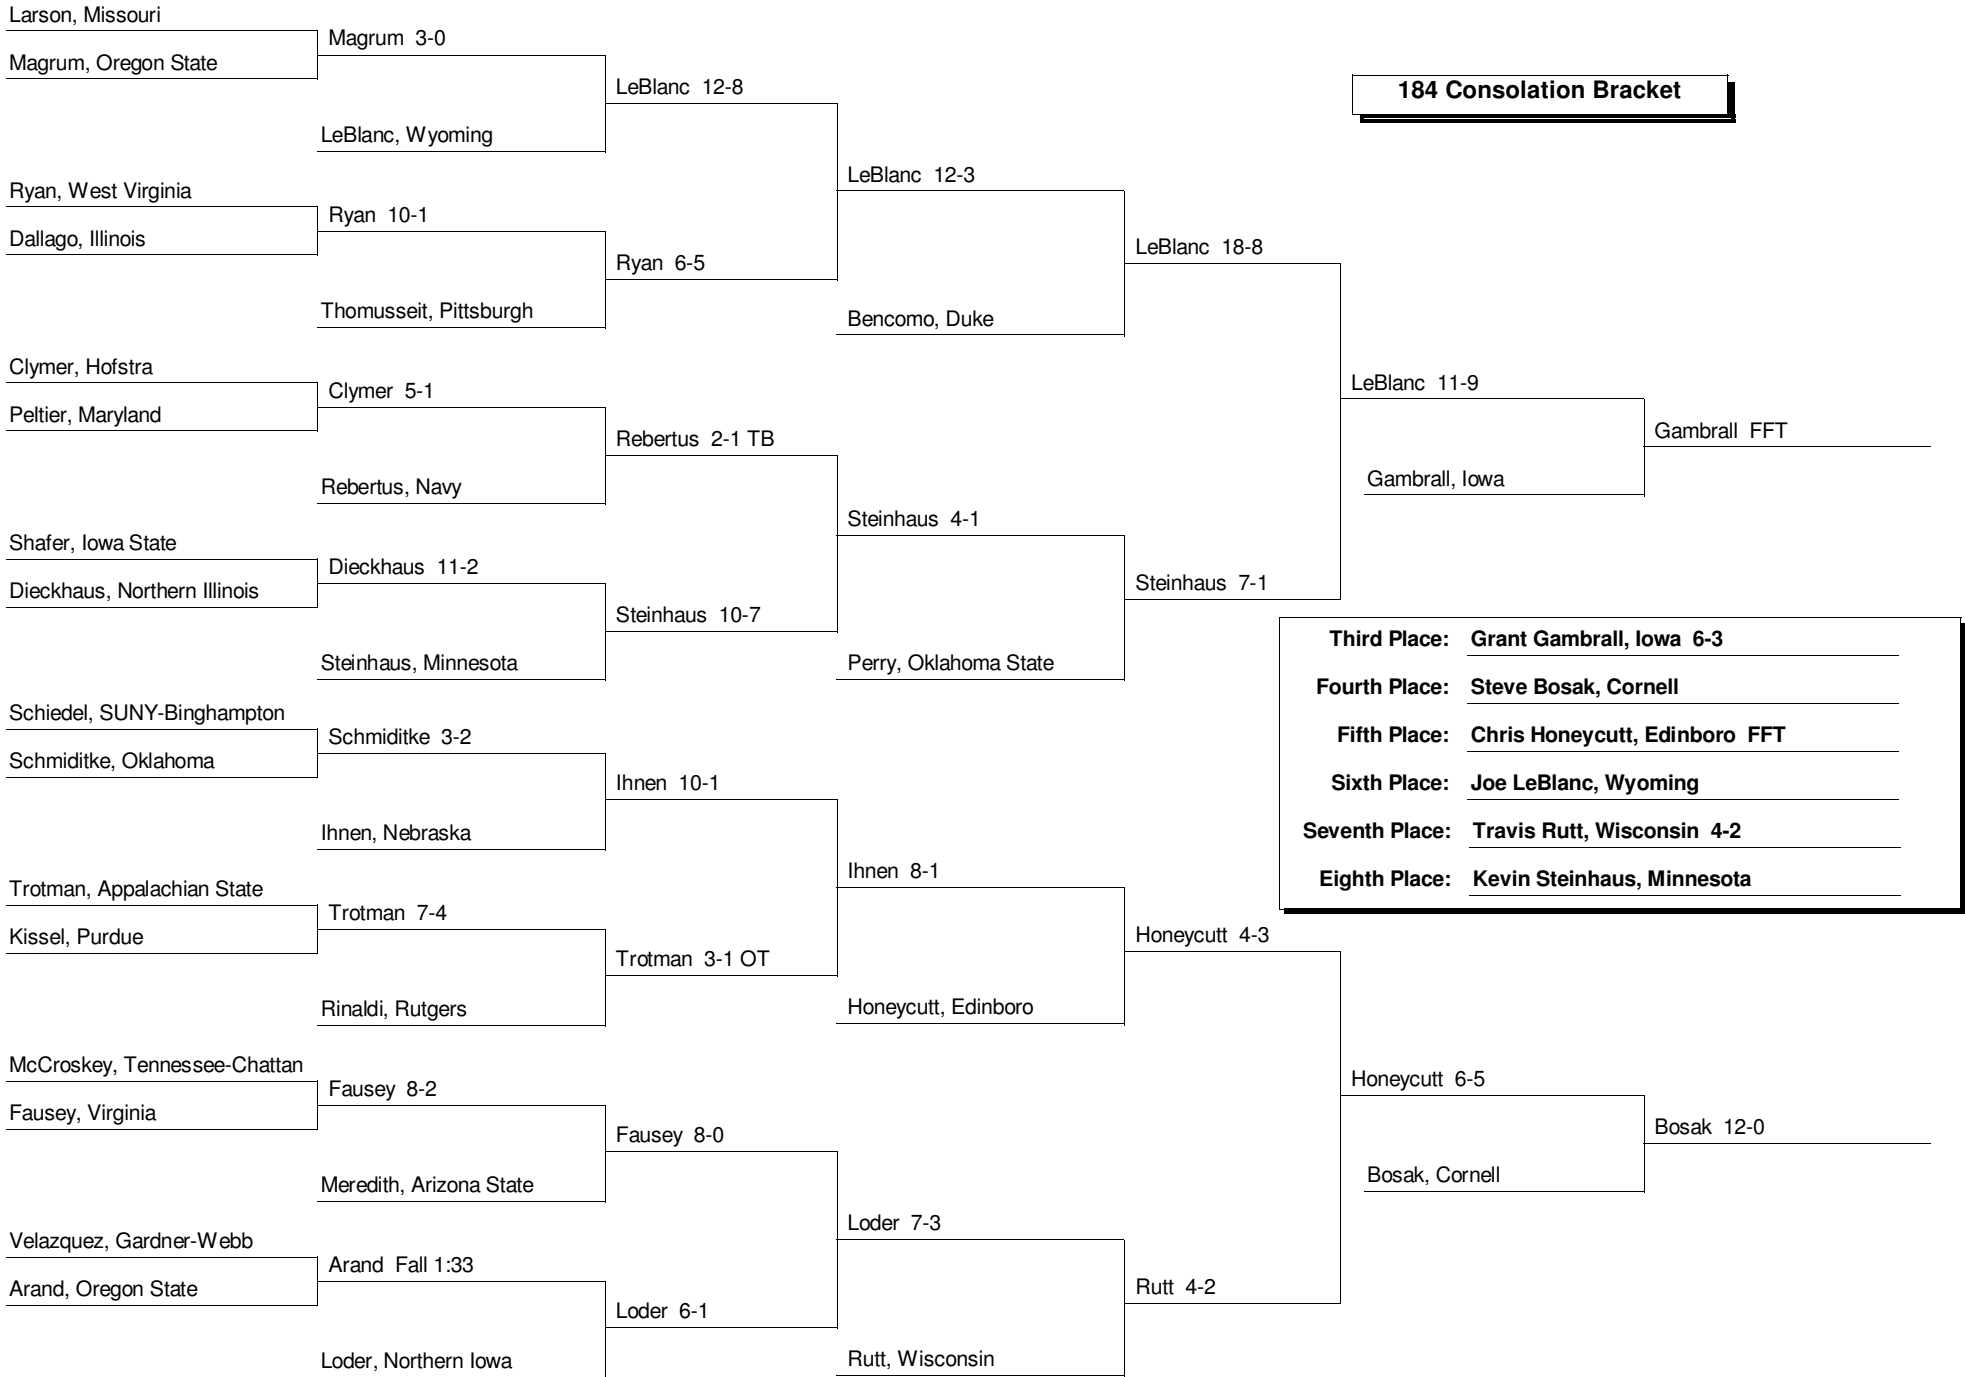 Larson, Missouri
Magrum 3-0
Magrum, Oregon State
LeBlanc 12-8
184 Consolation Bracket
LeBlanc, Wyoming
LeBlanc 12-3
Ryan, West Virginia
Ryan 10-1
Dallago, Illinois
LeBlanc 18-8
Ryan 6-5
Thomusseit, Pittsburgh
Bencomo, Duke
Clymer, Hofstra
LeBlanc 11-9
Clymer 5-1
Peltier, Maryland
Gambrall FFT
Rebertus 2-1 TB
Gambrall, Iowa
Rebertus, Navy
Steinhaus 4-1
Shafer, Iowa State
Dieckhaus 11-2
Dieckhaus, Northern Illinois
Steinhaus 7-1
Steinhaus 10-7
Third Place: Grant Gambrall, Iowa 6-3
Steinhaus, Minnesota
Perry, Oklahoma State
Fourth Place: Steve Bosak, Cornell
Schiedel, SUNY-Binghampton
Schmiditke 3-2
Fifth Place: Chris Honeycutt, Edinboro FFT
Schmiditke, Oklahoma
Ihnen 10-1
Sixth Place: Joe LeBlanc, Wyoming
Ihnen, Nebraska
Seventh Place: Travis Rutt, Wisconsin 4-2
Ihnen 8-1
Eighth Place: Kevin Steinhaus, Minnesota
Trotman, Appalachian State
Trotman 7-4
Kissel, Purdue
Honeycutt 4-3
Trotman 3-1 OT
Rinaldi, Rutgers
Honeycutt, Edinboro
McCroskey, Tennessee-Chattan
Honeycutt 6-5
Fausey 8-2
Fausey, Virginia
Bosak 12-0
Fausey 8-0
Bosak, Cornell
Meredith, Arizona State
Loder 7-3
Velazquez, Gardner-Webb
Arand Fall 1:33
Arand, Oregon State
Rutt 4-2
Loder 6-1
Loder, Northern Iowa
Rutt, Wisconsin